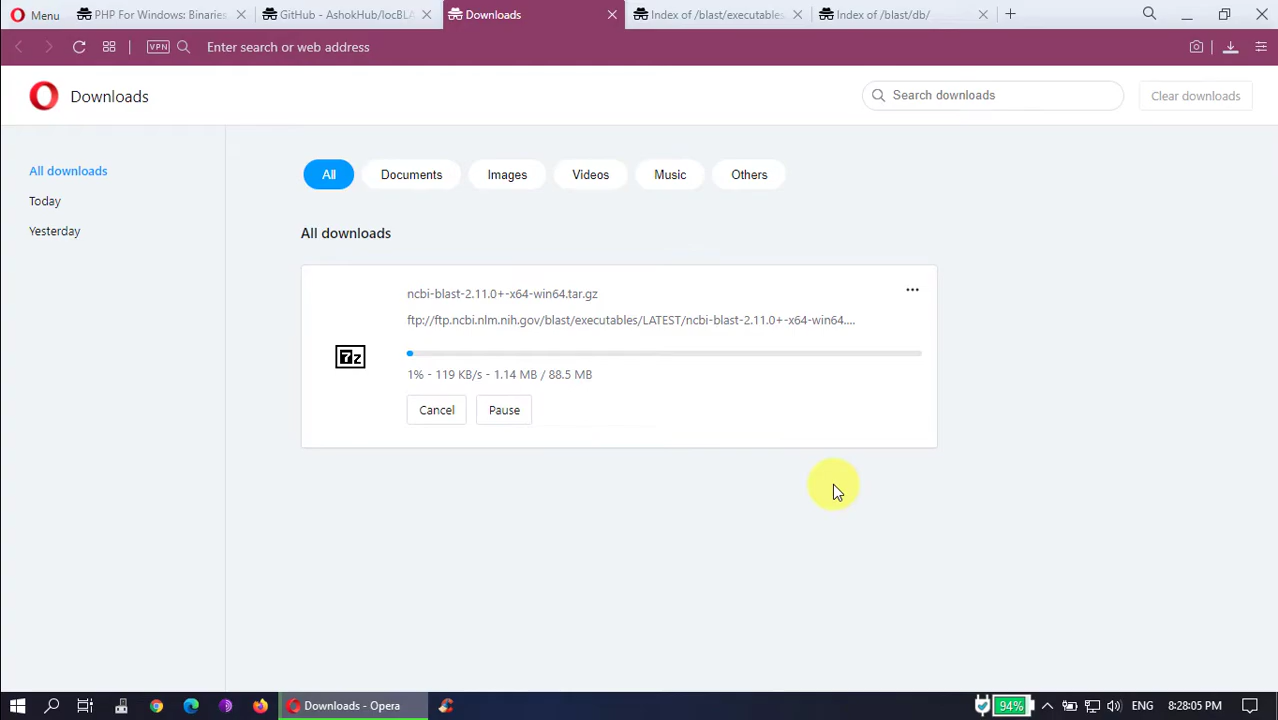 Menu
PHP For Windows: Binaries
GitHub - AshokHub/locBLA
Downloads
Index of /blast/executables
Index of /blast/db/
VPN
Enter search or web address
Downloads
Search downloads
Clear downloads
All downloads
Today
Yesterday
All
Documents
Images
Videos
Music
Others
All downloads
ncbi-blast-2.11.0+-x64-win64.tar.gz
ftp://ftp.ncbi.nlm.nih.gov/blast/executables/LATEST/ncbi-blast-2.11.0+-x64-win64....
7z
1% - 119 KB/s - 1.14 MB / 88.5 MB
Cancel
Pause
Downloads - Opera
94%
ENG
8:28:05 PM